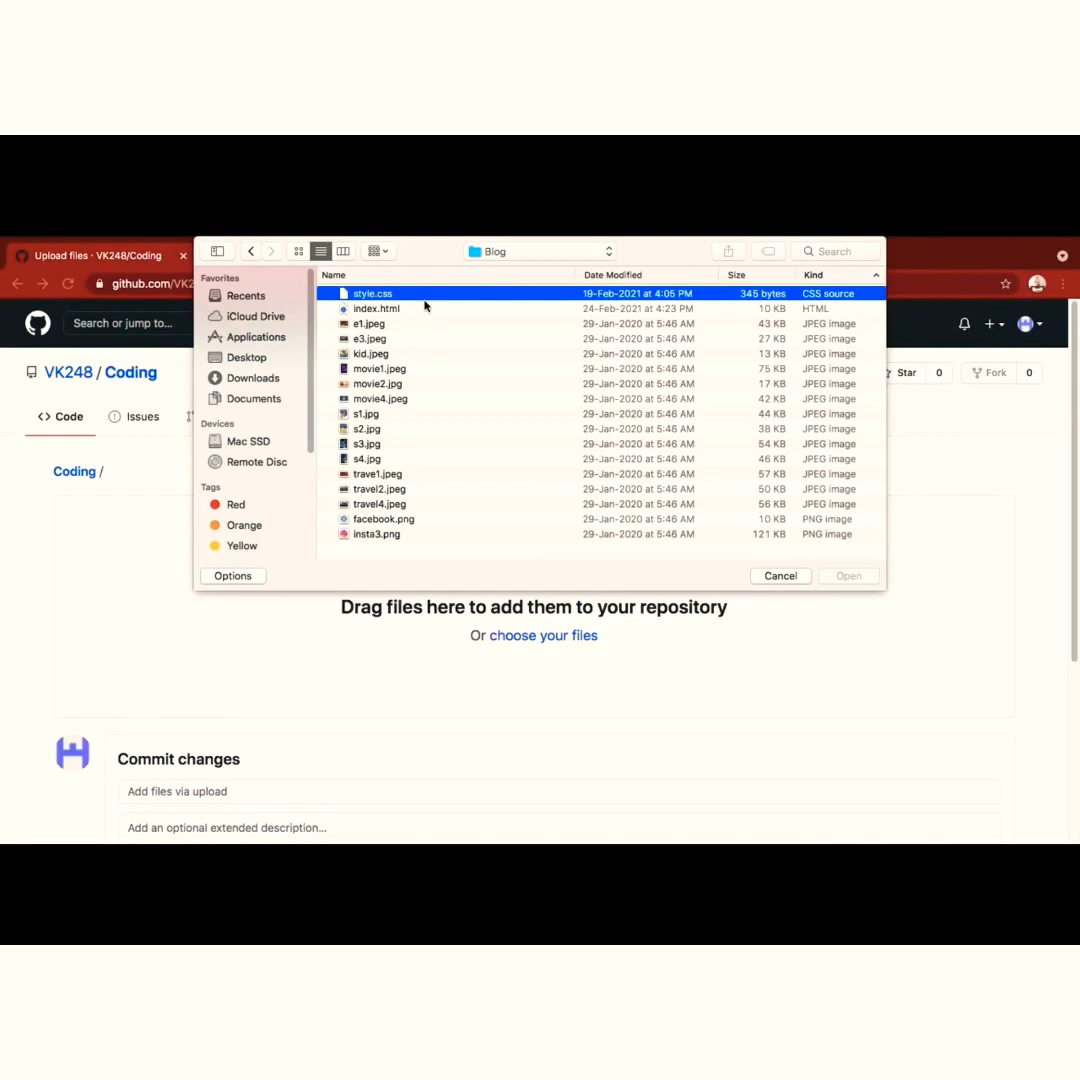 Upload files · VK248/Coding
Blog
Search
github.com/VK2
Favorites
Recents
iCloud Drive
Applications
Desktop
Downloads
Documents
Devices
Mac SSD
Remote Disc
Tags
Red
Orange
Yellow
Name Date Modified Size Kind
style.css 19-Feb-2021 at 4:05 PM 345 bytes CSS source
index.html 24-Feb-2021 at 4:23 PM 10 KB HTML
e1.jpeg 29-Jan-2020 at 5:46 AM 43 KB JPEG image
e3.jpeg 29-Jan-2020 at 5:46 AM 27 KB JPEG image
kid.jpeg 29-Jan-2020 at 5:46 AM 13 KB JPEG image
movie1.jpeg 29-Jan-2020 at 5:46 AM 75 KB JPEG image
movie2.jpg 29-Jan-2020 at 5:46 AM 17 KB JPEG image
movie4.jpeg 29-Jan-2020 at 5:46 AM 42 KB JPEG image
s1.jpg 29-Jan-2020 at 5:46 AM 44 KB JPEG image
s2.jpg 29-Jan-2020 at 5:46 AM 38 KB JPEG image
s3.jpg 29-Jan-2020 at 5:46 AM 54 KB JPEG image
s4.jpg 29-Jan-2020 at 5:46 AM 46 KB JPEG image
trave1.jpeg 29-Jan-2020 at 5:46 AM 57 KB JPEG image
travel2.jpeg 29-Jan-2020 at 5:46 AM 50 KB JPEG image
travel4.jpeg 29-Jan-2020 at 5:46 AM 56 KB JPEG image
facebook.png 29-Jan-2020 at 5:46 AM 10 KB PNG image
insta3.png 29-Jan-2020 at 5:46 AM 121 KB PNG image
Options Cancel Open
Search or jump to...
VK248 / Coding
Star 0 Fork 0
<> Code Issues
Coding /
Drag files here to add them to your repository
Or choose your files
Commit changes
Add files via upload
Add an optional extended description...